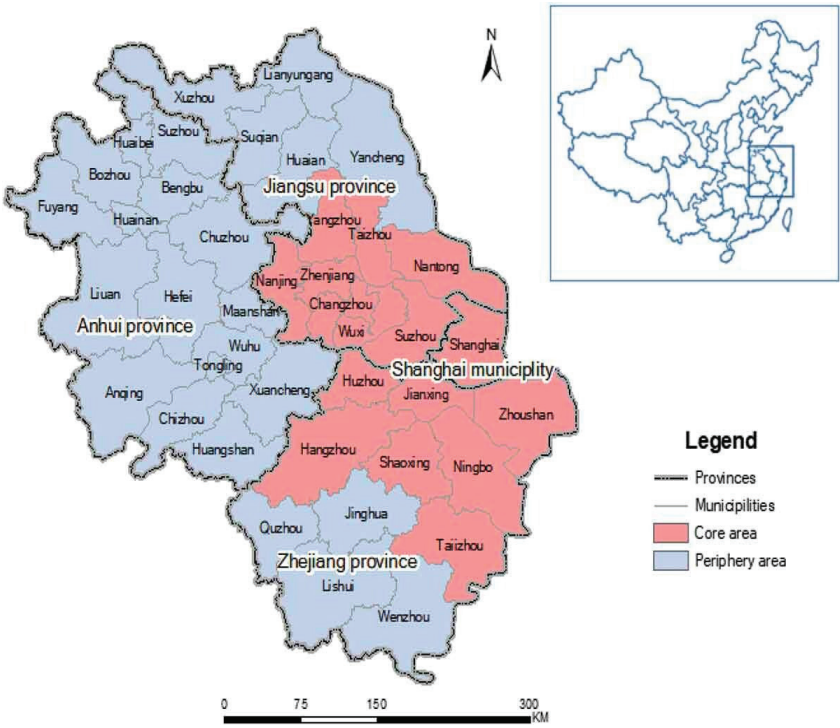 N
Lianyungang
Xuzhou
Suzhou
Suqian
Huaibei
Huaian
Yancheng
Bozhou
Bengbu
Jiangsu province
Fuyang
Huainan
Yangzhou
Taizhou
Chuzhou
Nantong
Nanjing
Zhenjiang
Liuan
Hefei
Changzhou
Maanshan
Anhui province
Wuxi
Suzhou
Shanghai
Wuhu
Tongling
Shanghai municiplity
Huzhou
Anqing
Xuancheng
Jianxing
Chizhou
Zhoushan
Huangshan
Hangzhou
Shaoxing
Ningbo
Quzhou
Jinghua
Taiizhou
Zhejiang province
Lishui
Wenzhou
Legend
Provinces
Municipilities
Core area
Periphery area
0 75 150 300
KM